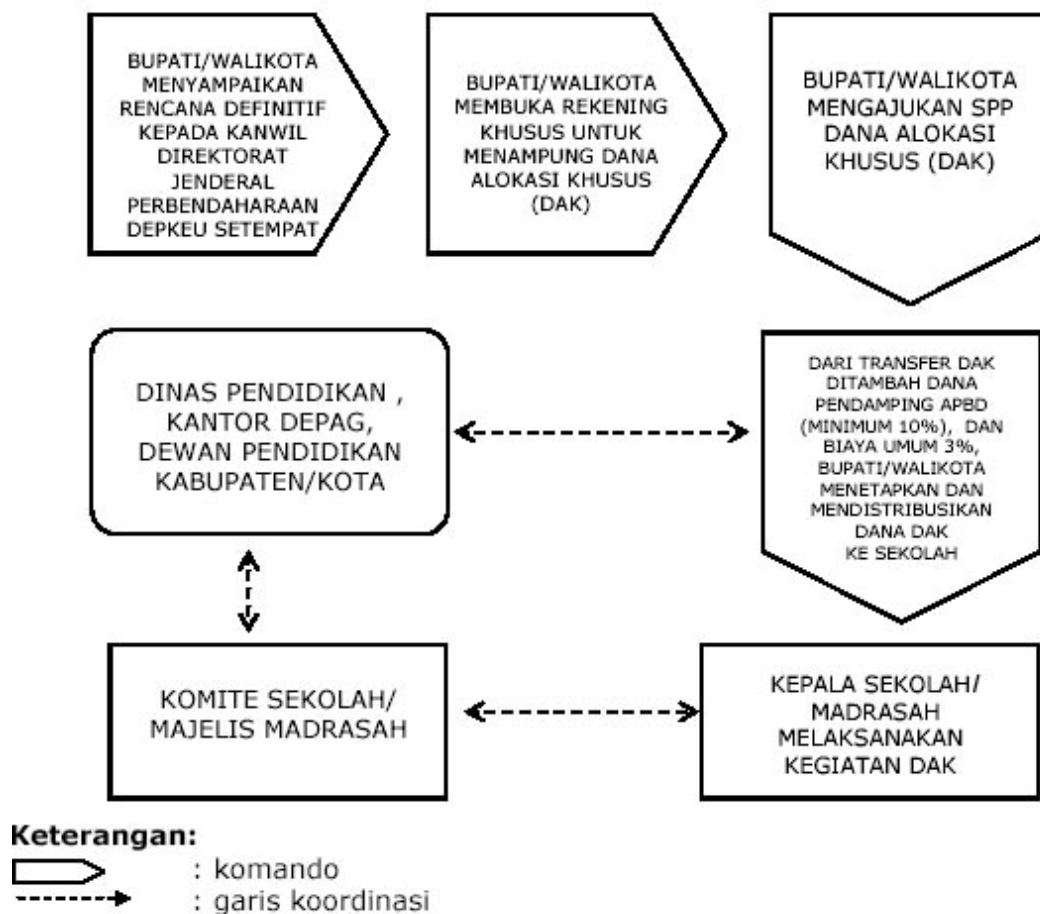 BUPATI/WALIKOTA
MENYAMPAIKAN
RENCANA DEFINITIF
KEPADA KANWIL
DIREKTORAT
JENDERAL
PERBENDAHARAAN
DEPKEU SETEMPAT
BUPATI/WALIKOTA
MEMBUKA REKENING
KHUSUS UNTUK
MENAMPUNG DANA
ALOKASI KHUSUS
(DAK)
BUPATI/WALIKOTA
MENGAJUKAN SPP
DANA ALOKASI
KHUSUS (DAK)
DINAS PENDIDIKAN ,
KANTOR DEPAG,
DEWAN PENDIDIKAN
KABUPATEN/KOTA
DARI TRANSFER DAK
DITAMBAH DANA
PENDAMPING APBD
(MINIMUM 10%), DAN
BIAYA UMUM 3%,
BUPATI/WALIKOTA
MENETAPKAN DAN
MENDISTRIBUSIKAN
DANA DAK
KE SEKOLAH
KOMITE SEKOLAH/
MAJELIS MADRASAH
KEPALA SEKOLAH/
MADRASAH
MELAKSANAKAN
KEGIATAN DAK
Keterangan:
: komando
: garis koordinasi